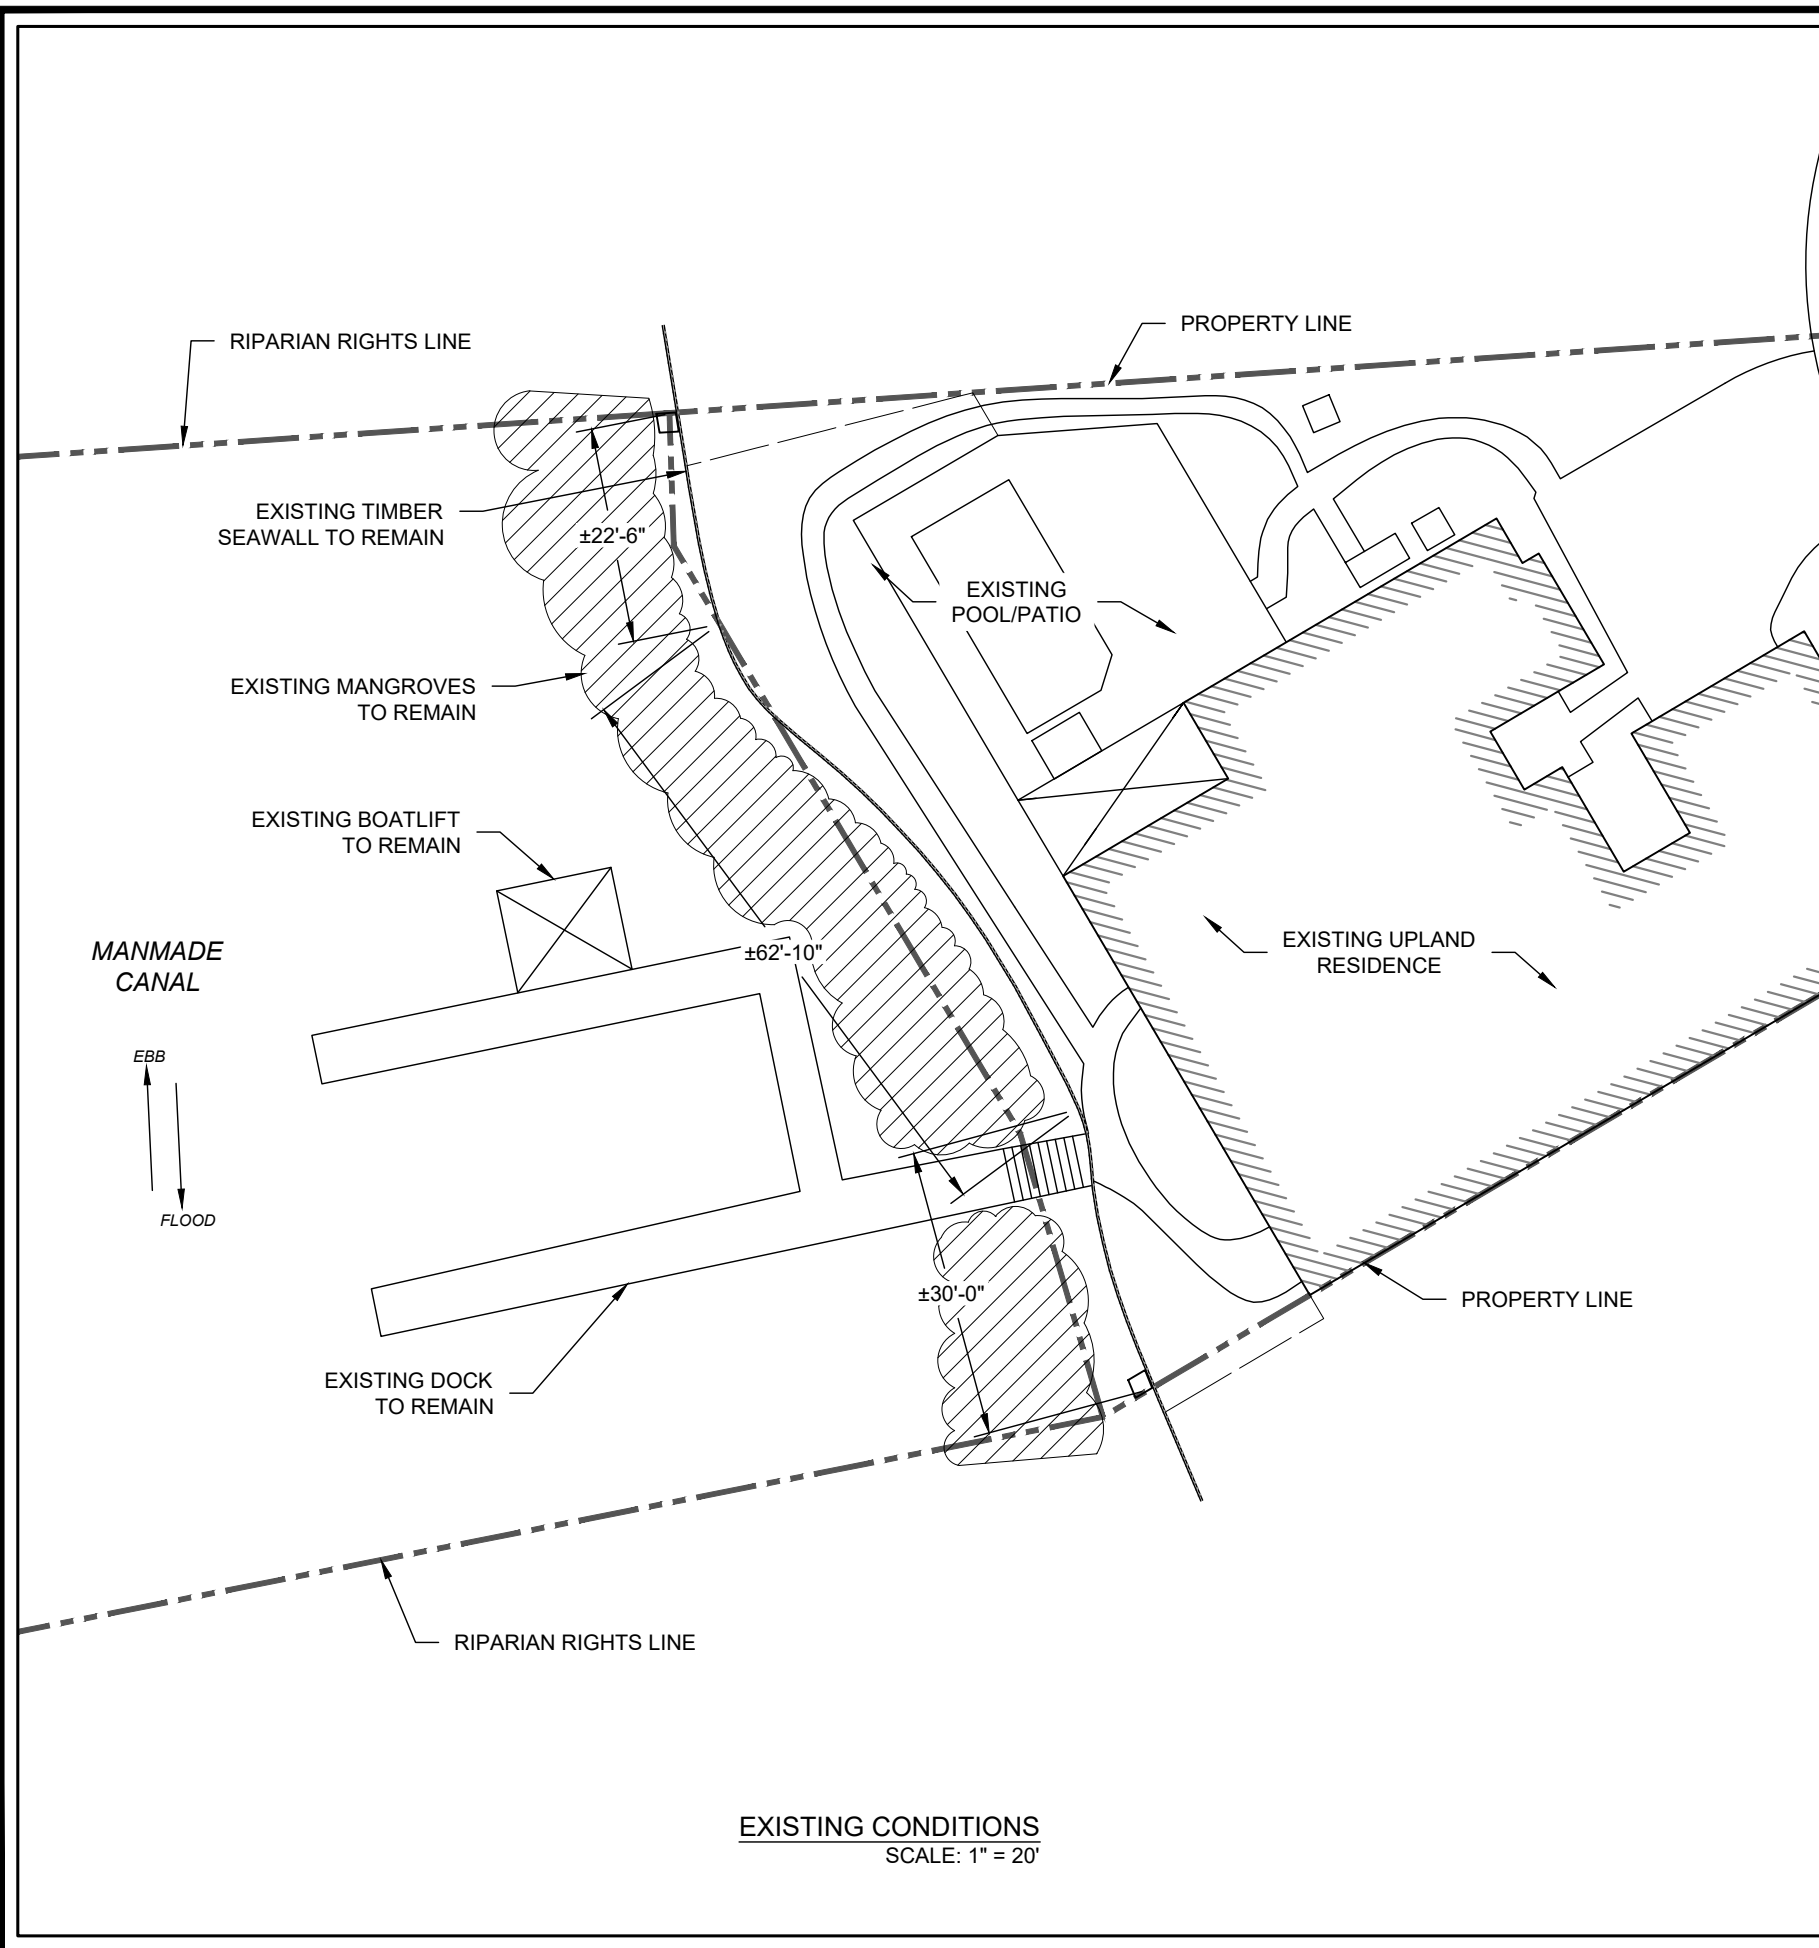 PROPERTY LINE
RIPARIAN RIGHTS LINE
EXISTING TIMBER
SEAWALL TO REMAIN
±22'-6"
EXISTING
POOL/PATIO
EXISTING MANGROVES
TO REMAIN
EXISTING BOATLIFT
TO REMAIN
MANMADE
CANAL
±62'-10"
EXISTING UPLAND
RESIDENCE
EBB
FLOOD
±30'-0"
PROPERTY LINE
EXISTING DOCK
TO REMAIN
RIPARIAN RIGHTS LINE
EXISTING CONDITIONS
SCALE: 1" = 20'